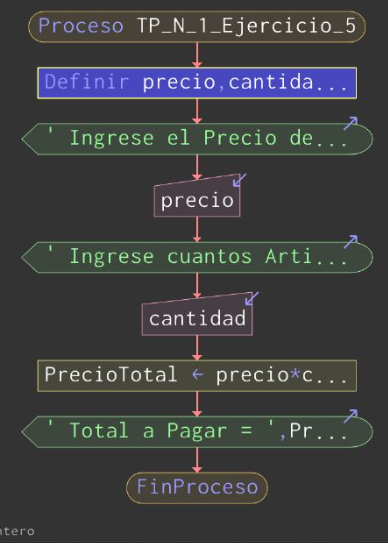 Proceso TP_N_1_Ejercicio_5
Definir precio,cantida...
' Ingrese el Precio de...
precio
' Ingrese cuantos Arti...
cantidad
PrecioTotal ← precio*c...
' Total a Pagar = ',Pr...
FinProceso
ntero